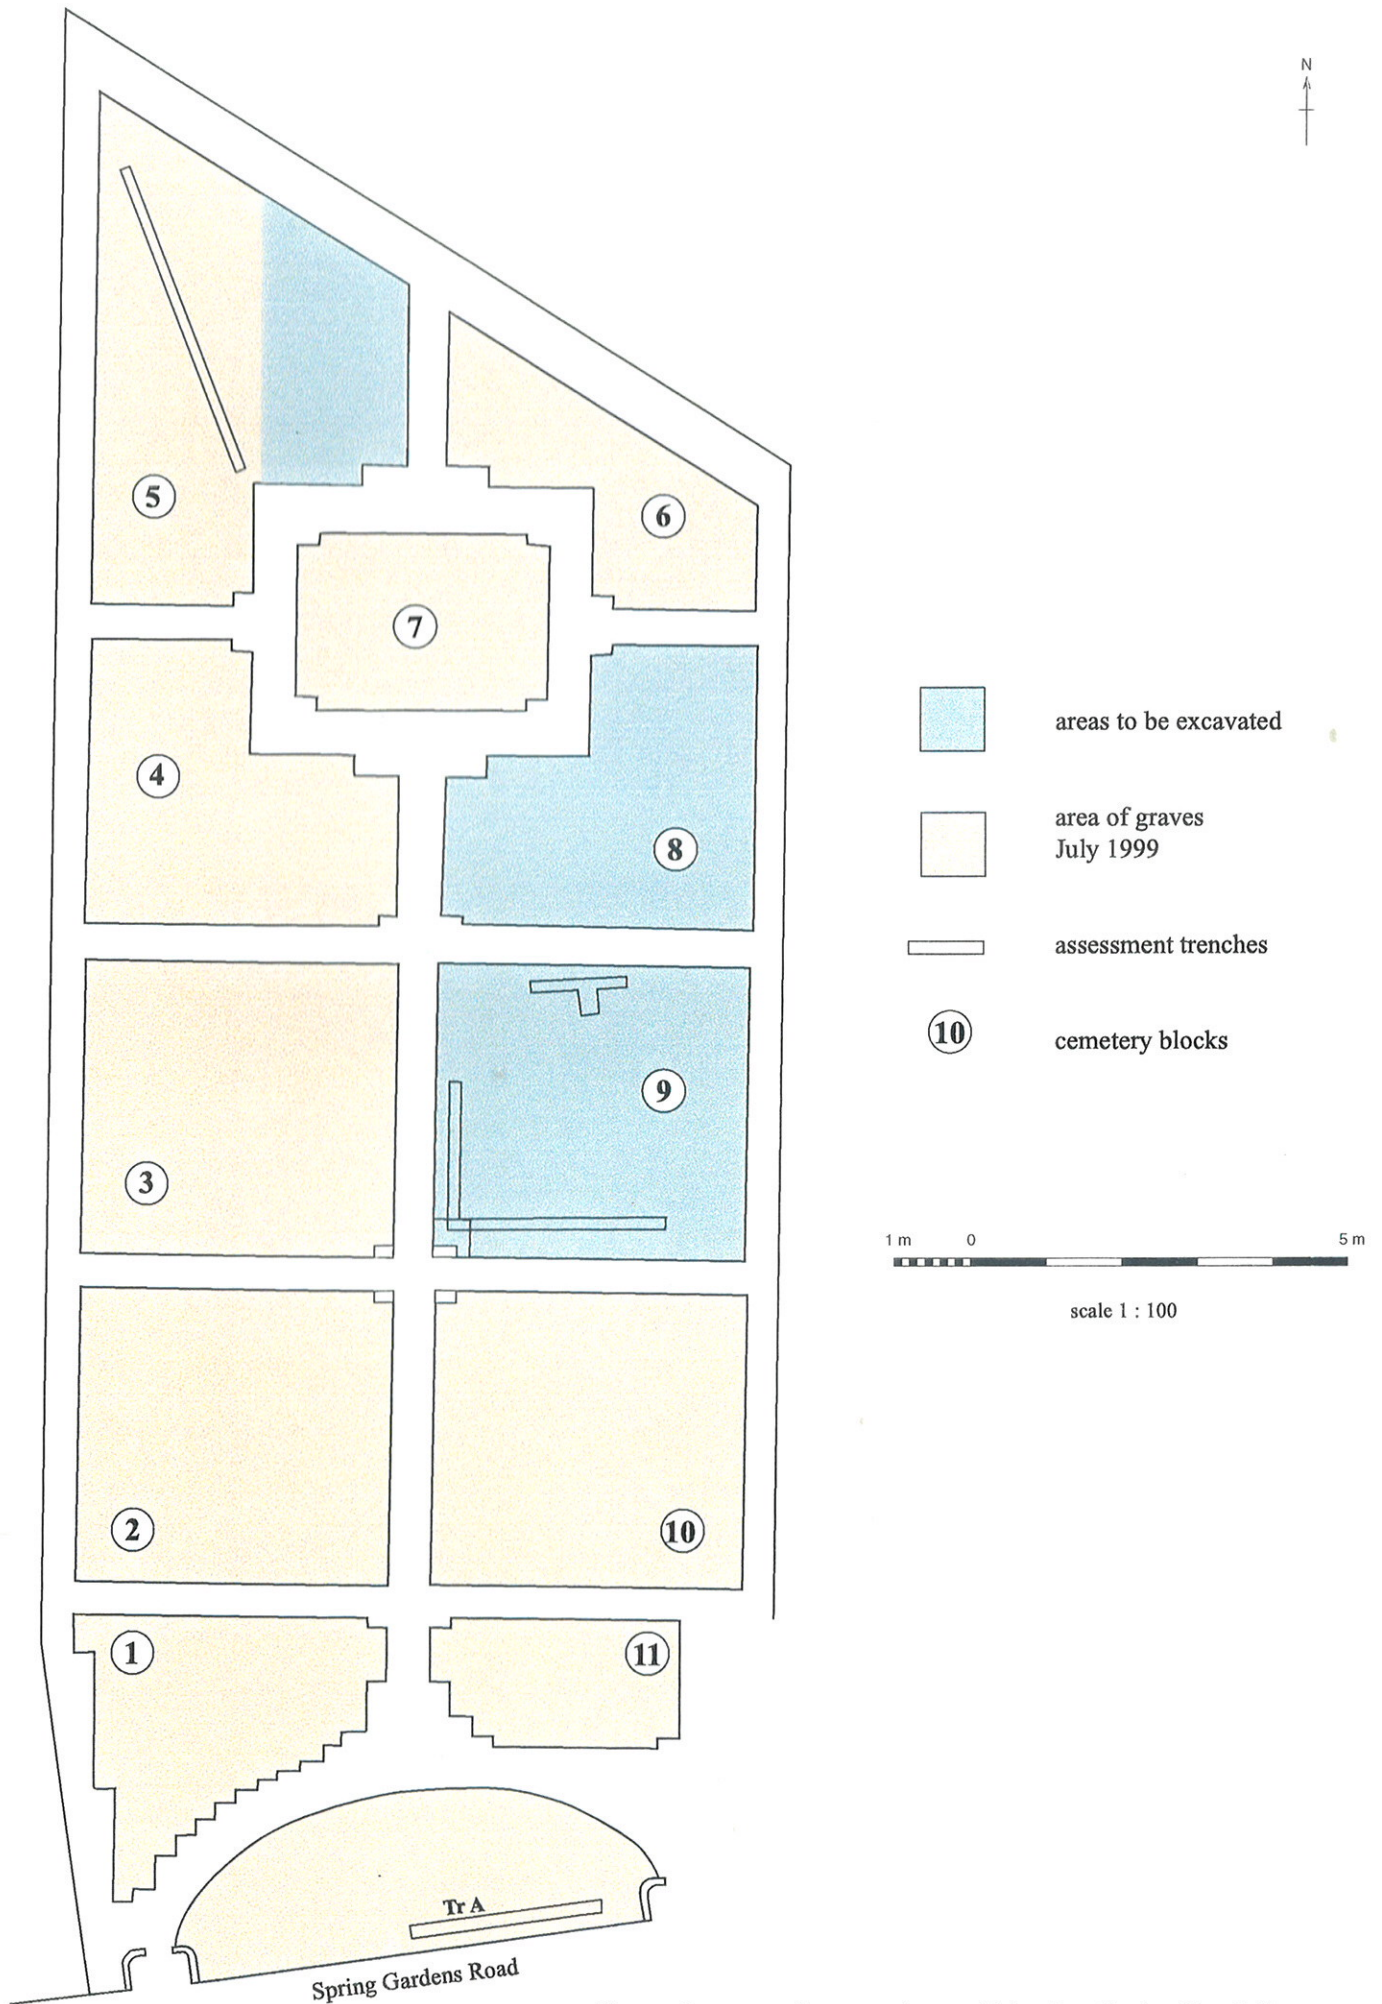 N
5
6
7
4
8
9
3
2
10
1
11
Tr A
Spring Gardens Road
areas to be excavated
area of graves
July 1999
assessment trenches
10
cemetery blocks
1 m 0 5 m
scale 1 : 100